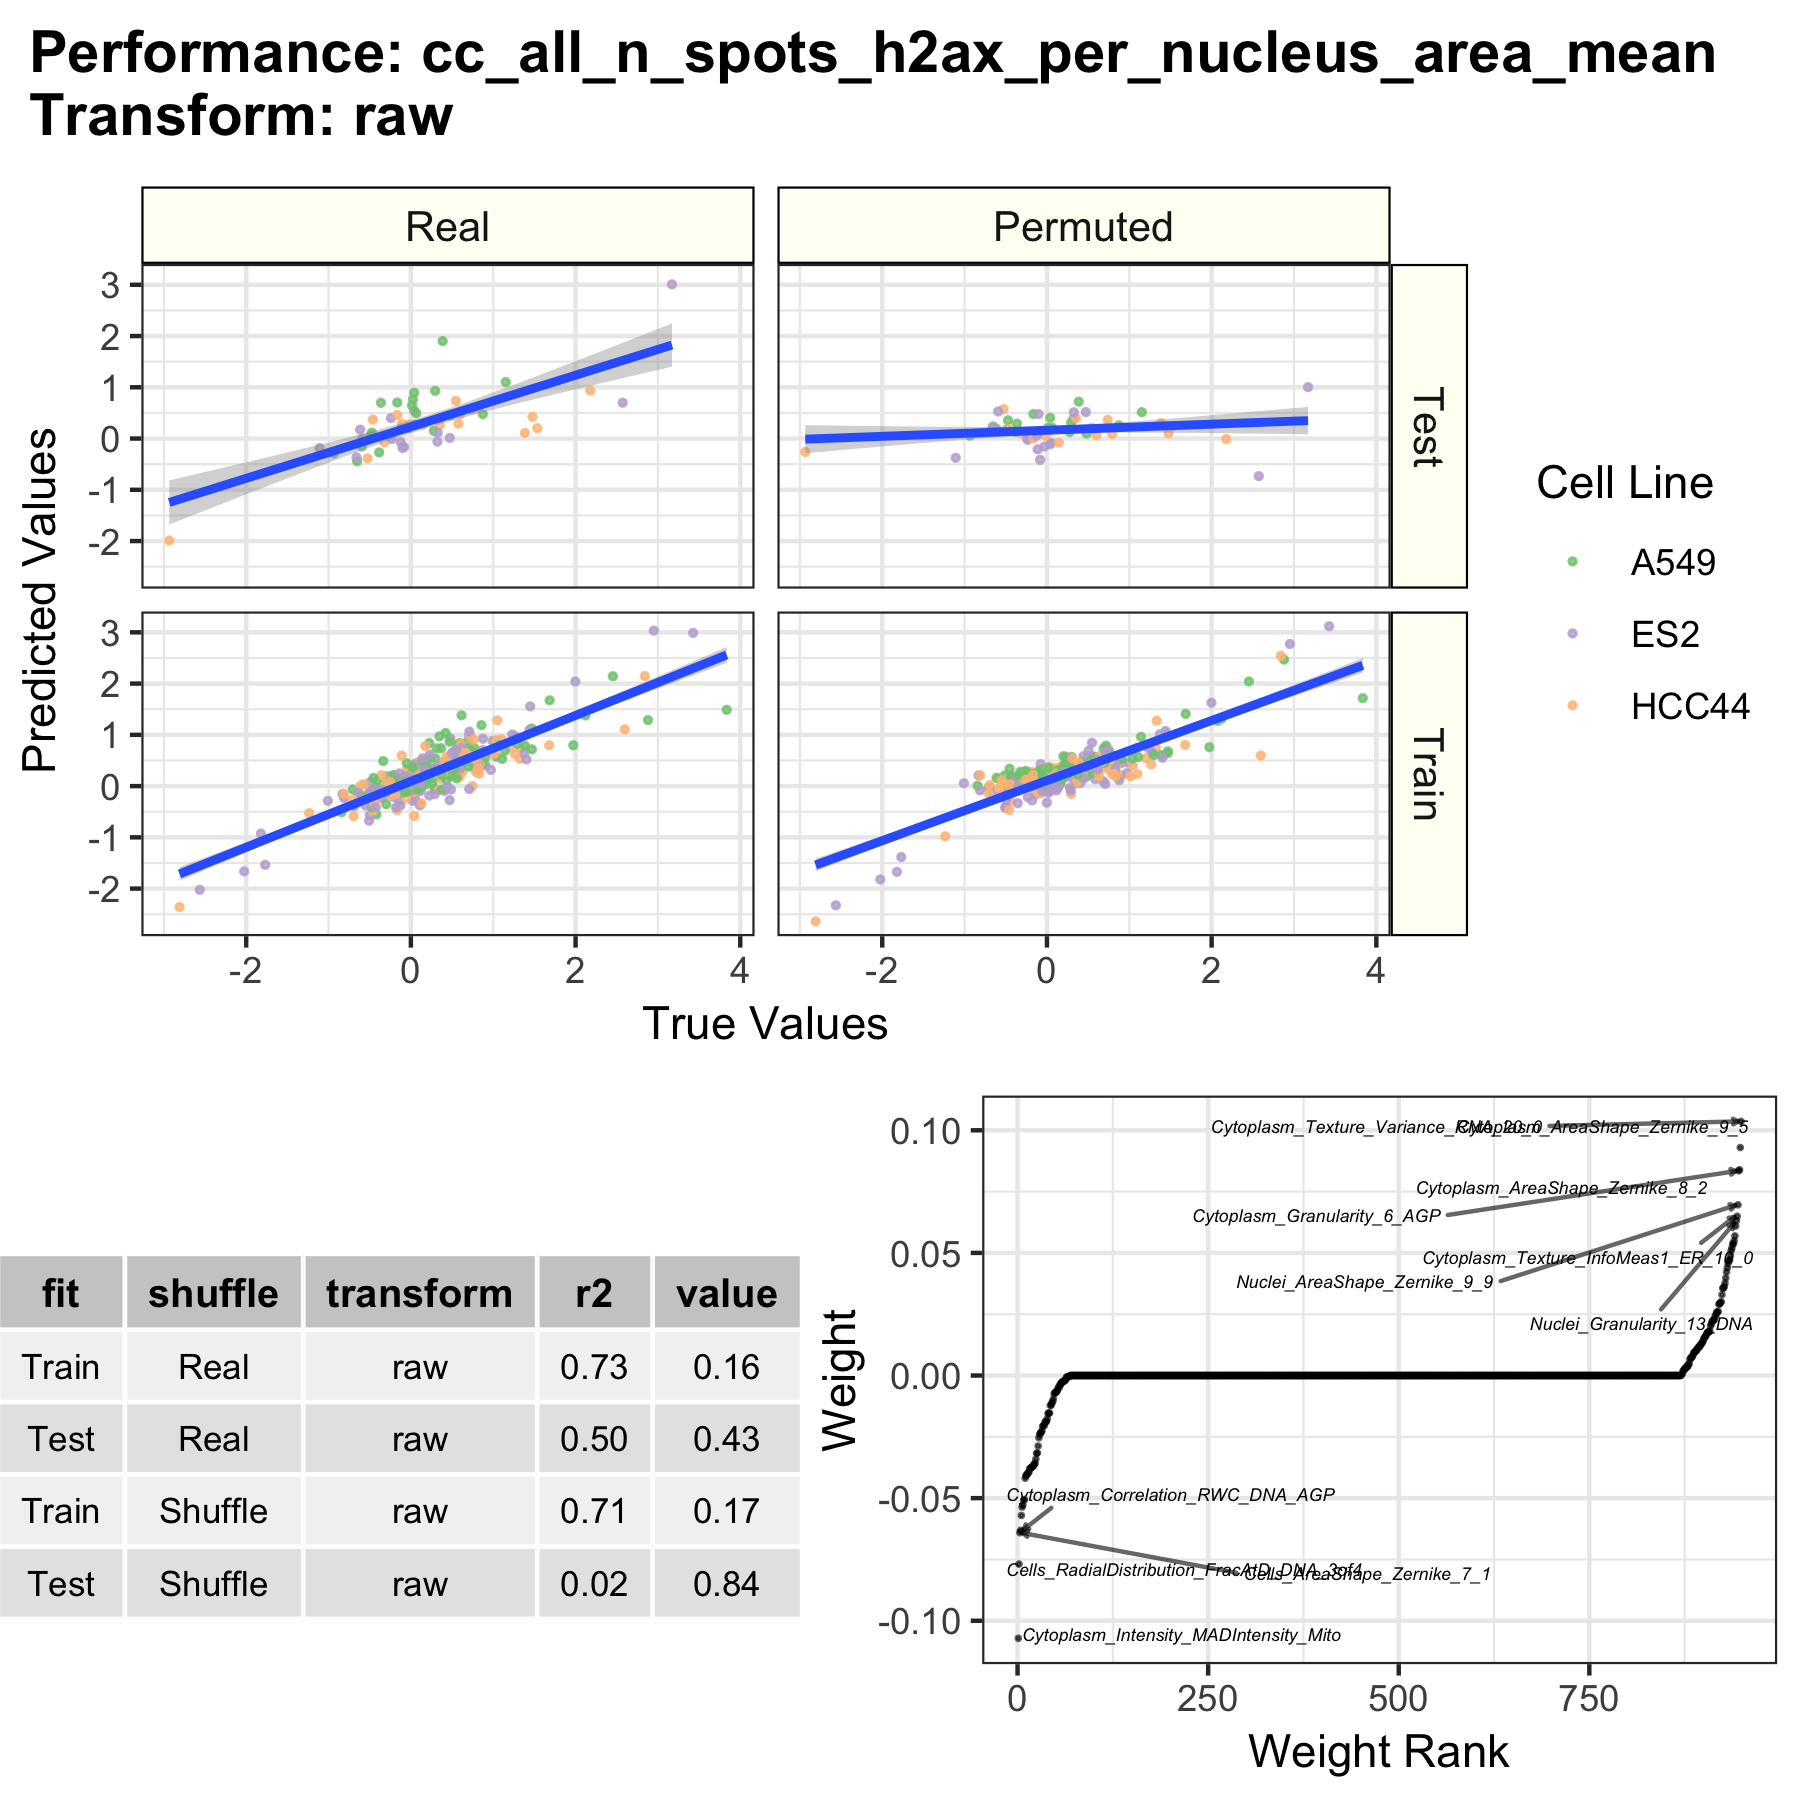 Performance: cc_all_n_spots_h2ax_per_nucleus_area_mean
Transform: raw
Real
Permuted
3
2
1
0
-1
-2
Test
3
2
1
0
-1
-2
Train
Predicted Values
-2
0
2
4
-2
0
2
4
True Values
Cell Line
A549
ES2
HCC44
fit shuffle transform r2 value
Train Real raw 0.73 0.16
Test Real raw 0.50 0.43
Train Shuffle raw 0.71 0.17
Test Shuffle raw 0.02 0.84
Weight
0.10
0.05
0.00
-0.05
-0.10
Cytoplasm_Texture_Variance_RNA_20_0
Cytoplasm_AreaShape_Zernike_9_5
Cytoplasm_AreaShape_Zernike_8_2
Cytoplasm_Granularity_6_AGP
Cytoplasm_Texture_InfoMeas1_ER_10_0
Nuclei_AreaShape_Zernike_9_9
Nuclei_Granularity_13_DNA
Cytoplasm_Correlation_RWC_DNA_AGP
Cells_RadialDistribution_FracAtD_DNA_3of4
Cells_AreaShape_Zernike_7_1
Cytoplasm_Intensity_MADIntensity_Mito
0
250
500
750
Weight Rank